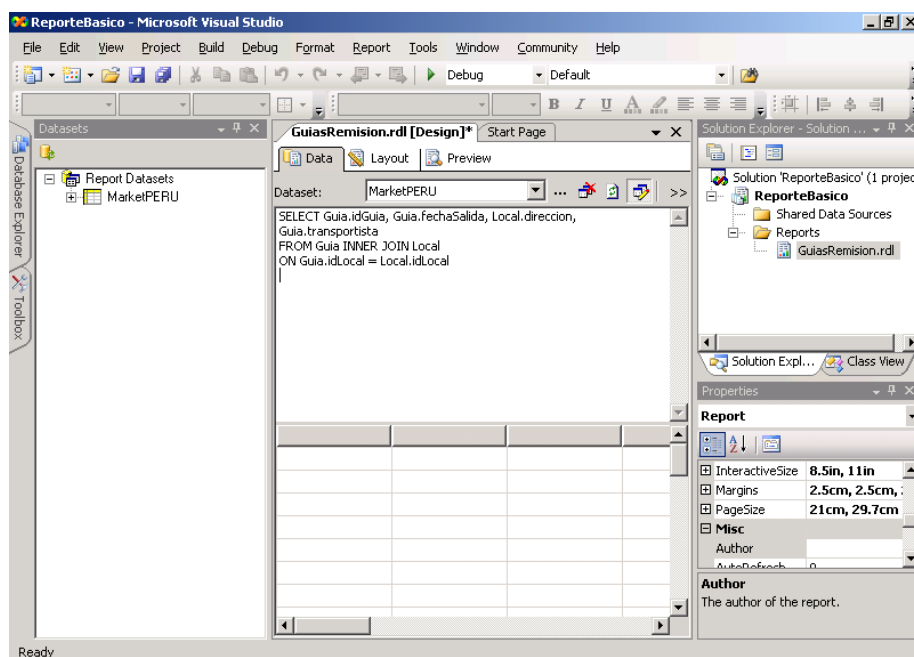 ReporteBasico - Microsoft Visual Studio
File Edit View Project Build Debug Format Report Tools Window Community Help
Debug Default
B I U A
Datasets
GuiasRemision.rdl [Design]* Start Page
Solution Explorer - Solution ...
Database Explorer
Toolbox
Report Datasets
MarketPERU
Data Layout Preview
Dataset: MarketPERU ... >>
SELECT Guia.idGuia, Guia.fechaSalida, Local.direccion,
Guia.transportista
FROM Guia INNER JOIN Local
ON Guia.idLocal = Local.idLocal
Solution 'ReporteBasico' (1 projec
ReporteBasico
Shared Data Sources
Reports
GuiasRemision.rdl
Solution Expl... Class View
Properties
Report
InteractiveSize 8.5in, 11in
Margins 2.5cm, 2.5cm,
PageSize 21cm, 29.7cm
Misc
Author
Author
The author of the report.
Ready